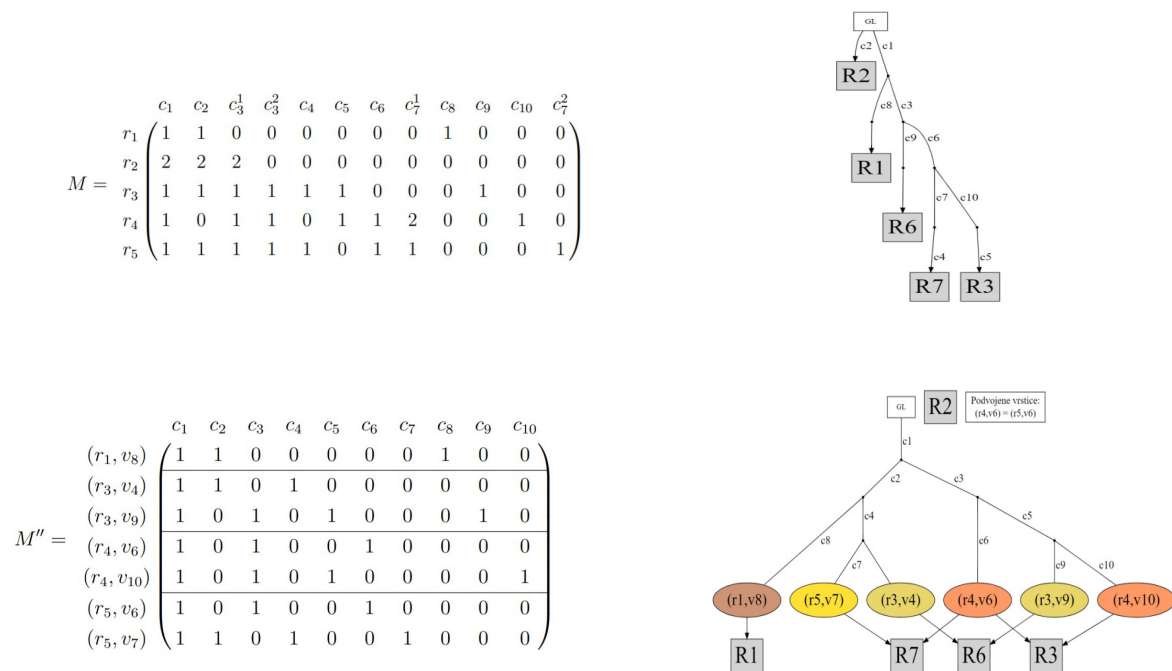 c₁ c₂ c₃¹ c₃² c₄ c₅ c₆ c₇¹ c₈ c₉ c₁₀ c₇²
r₁ 1 1 0 0 0 0 0 0 1 0 0 0
r₂ 2 2 2 0 0 0 0 0 0 0 0 0
M = r₃ 1 1 1 1 1 1 0 0 0 1 0 0
r₄ 1 0 1 1 0 1 1 2 0 0 1 0
r₅ 1 1 1 1 1 0 1 1 0 0 0 1
GL
c2 c1
R2
c8 c3
c9 c6
R1
c7 c10
R6
c4 c5
R7 R3
c₁ c₂ c₃ c₄ c₅ c₆ c₇ c₈ c₉ c₁₀
(r₁, v₈) 1 1 0 0 0 0 0 1 0 0
(r₃, v₄) 1 1 0 1 0 0 0 0 0 0
(r₃, v₉) 1 0 1 0 1 0 0 0 1 0
M″ = (r₄, v₆) 1 0 1 0 0 1 0 0 0 0
(r₄, v₁₀) 1 0 1 0 1 0 0 0 0 1
(r₅, v₆) 1 0 1 0 0 1 0 0 0 0
(r₅, v₇) 1 1 0 1 0 0 1 0 0 0
GL
R2
Podvojene vrstice:
(r4,v6) = (r5,v6)
c1
c2 c3
c4 c5
c8 c7 c6 c9 c10
(r1,v8) (r5,v7) (r3,v4) (r4,v6) (r3,v9) (r4,v10)
R1 R7 R6 R3